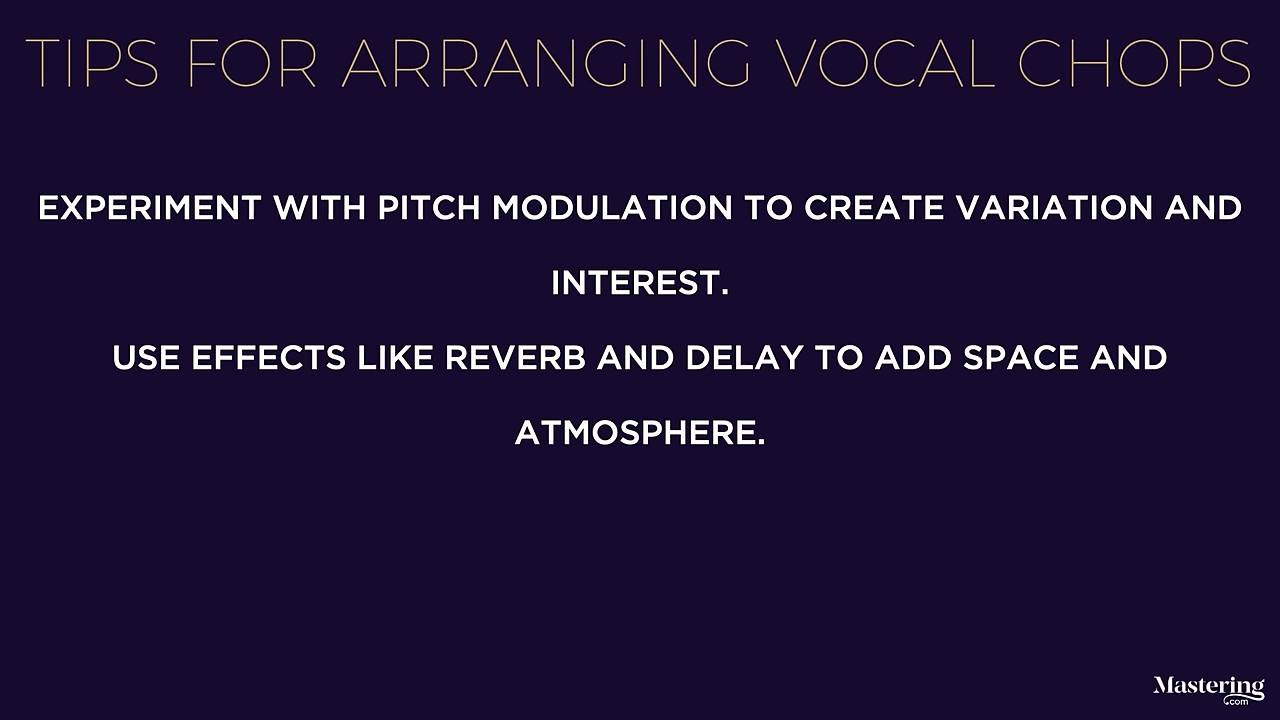 TIPS FOR ARRANGING VOCAL CHOPS
EXPERIMENT WITH PITCH MODULATION TO CREATE VARIATION AND
INTEREST.
USE EFFECTS LIKE REVERB AND DELAY TO ADD SPACE AND
ATMOSPHERE.
Mastering
.com